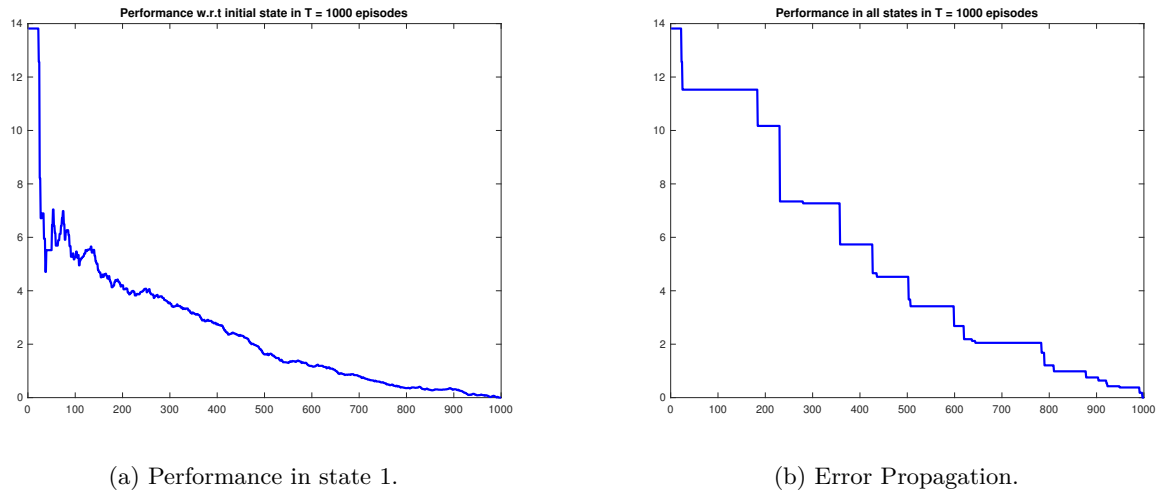 Performance w.r.t initial state in T = 1000 episodes
14
12
10
8
6
4
2
0
0 100 200 300 400 500 600 700 800 900 1000
(a) Performance in state 1.
Performance in all states in T = 1000 episodes
14
12
10
8
6
4
2
0
0 100 200 300 400 500 600 700 800 900 1000
(b) Error Propagation.